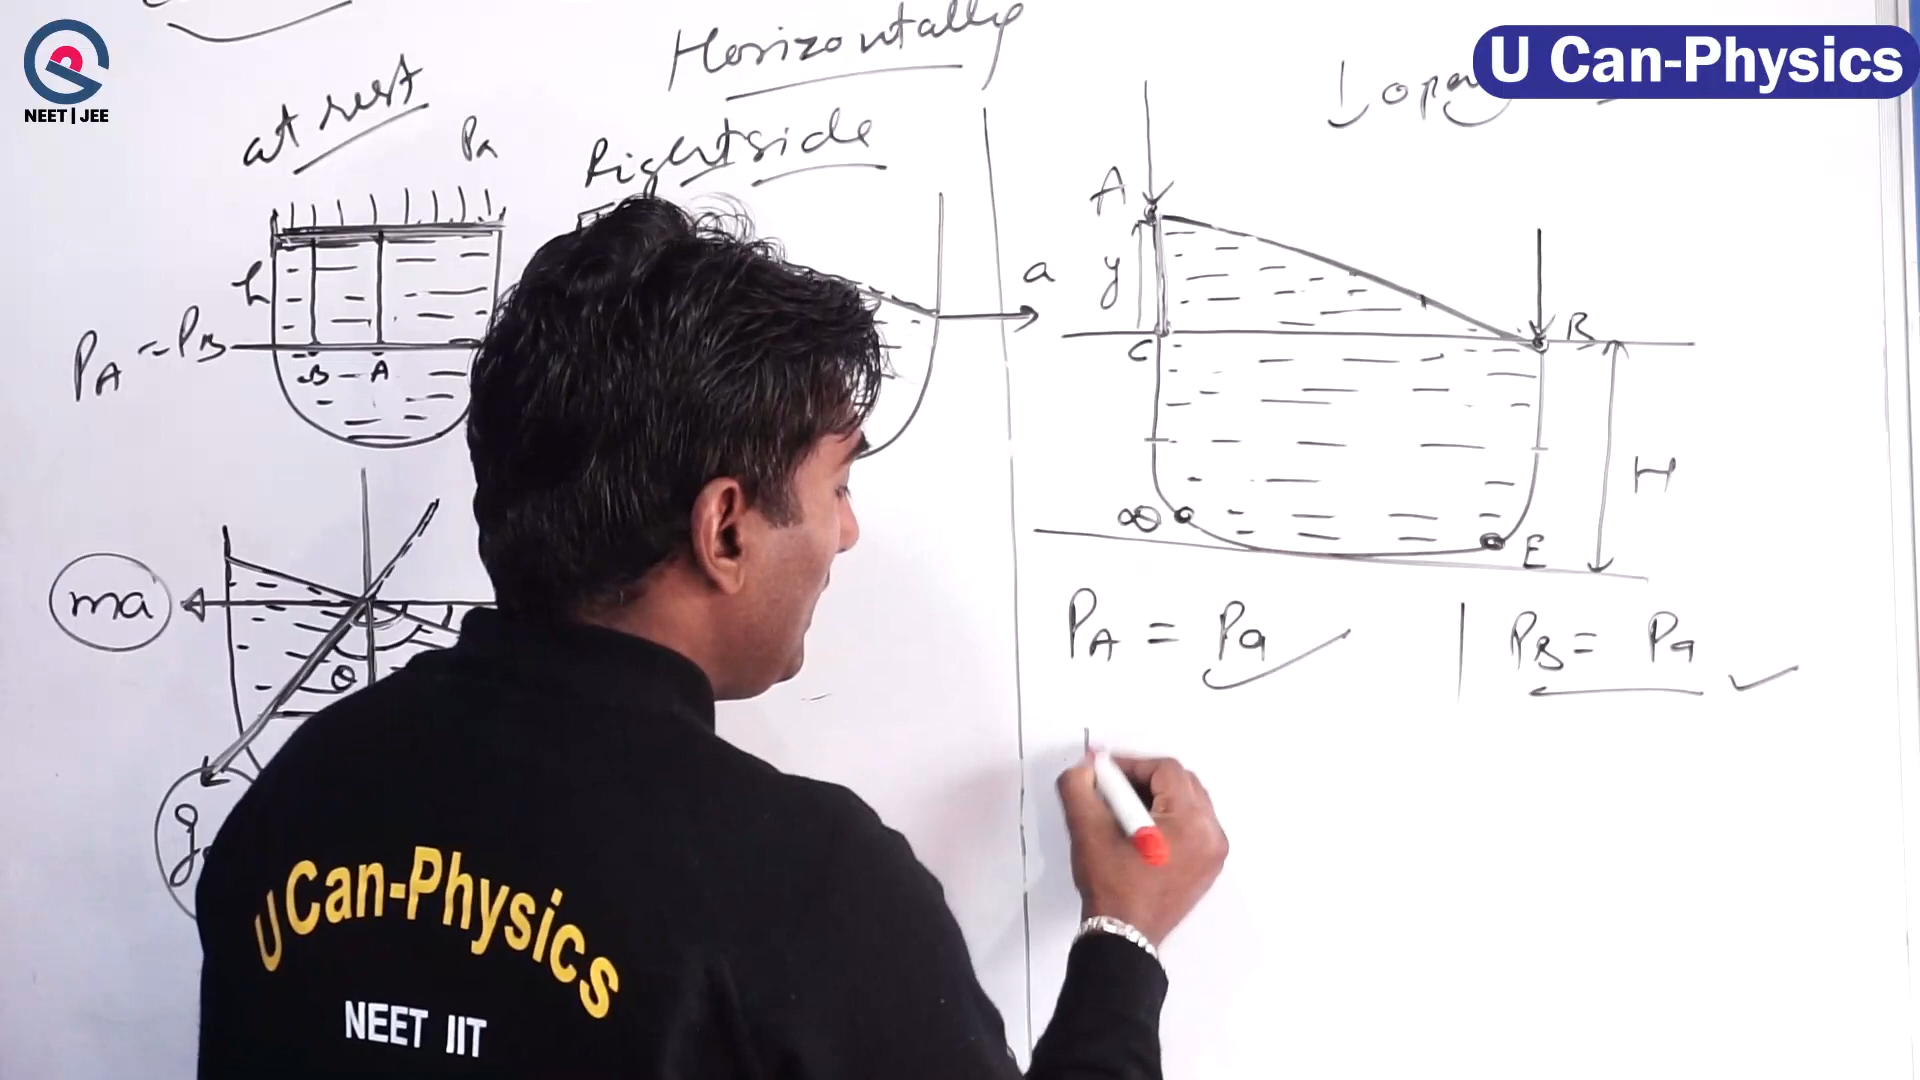 NEET | JEE
U Can-Physics
Horizontally
at rest
Pa
Right side
h
PA = PB
B
A
a
A
y
C
B
H
E
ma
θ
PA = Pa
PB = Pa
U Can-Physics
NEET IIT